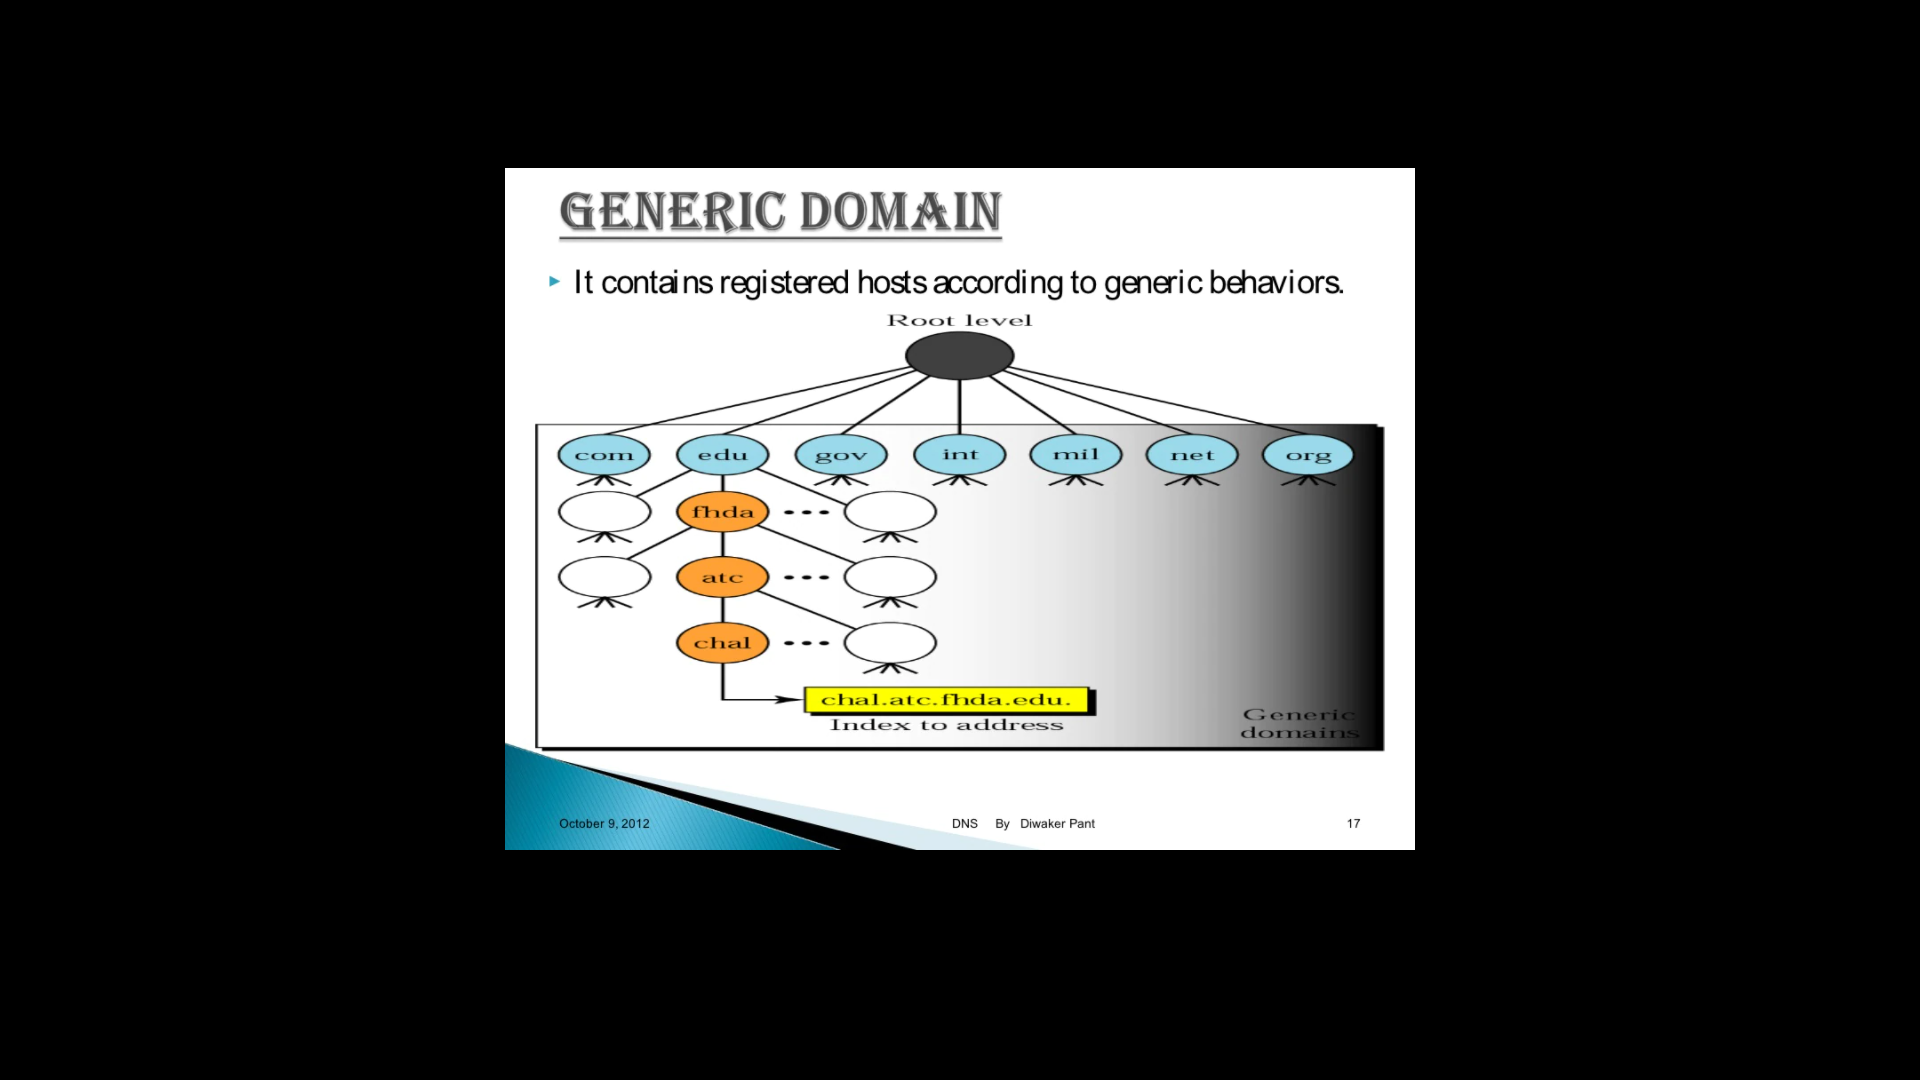 GENERIC DOMAIN
It contains registered hosts according to generic behaviors.
Root level
com edu gov int mil net org
fhda
atc
chal
chal.atc.fhda.edu.
Index to address
Generic
domains
October 9, 2012 DNS By Diwaker Pant 17